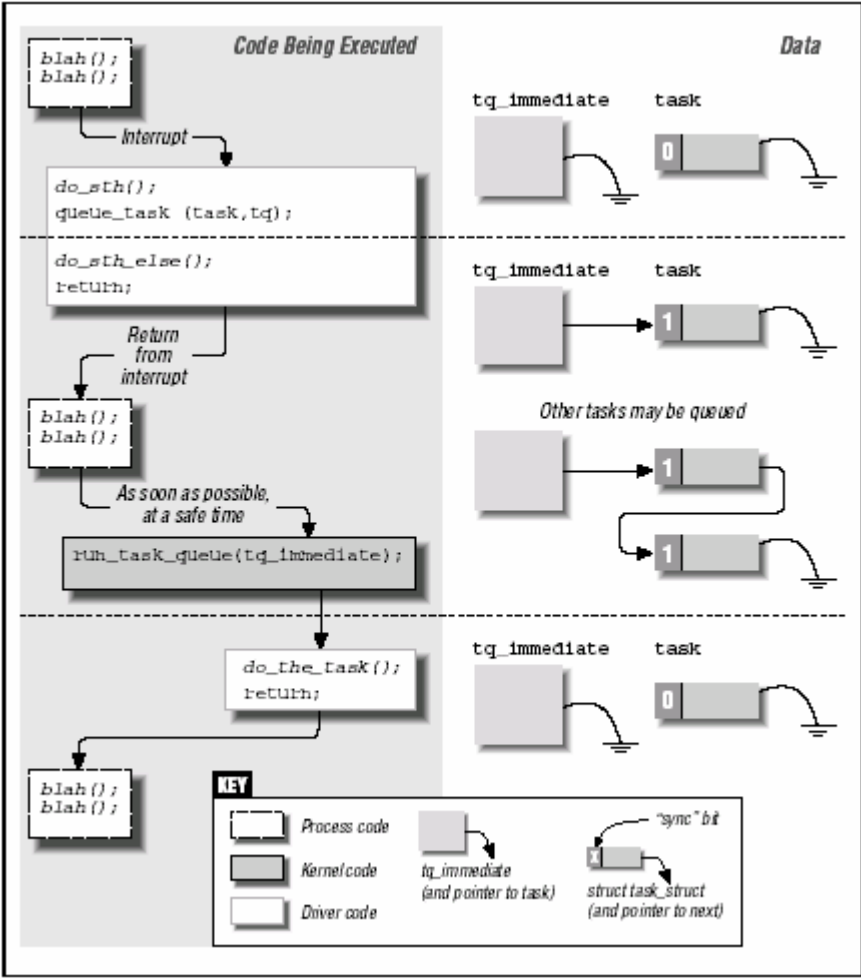 Code Being Executed
Data
blah();
blah();
Interrupt
do_sth();
queue_task (task,tq);
tq_immediate
task
0
do_sth_else();
return;
tq_immediate
task
1
Return
from
interrupt
blah();
blah();
Other tasks may be queued
1
1
As soon as possible,
at a safe time
run_task_queue(tq_immediate);
do_the_task();
return;
tq_immediate
task
0
blah();
blah();
KEY
Process code
Kernel code
Driver code
tq_immediate
(and pointer to task)
"sync" bit
X
struct task_struct
(and pointer to next)